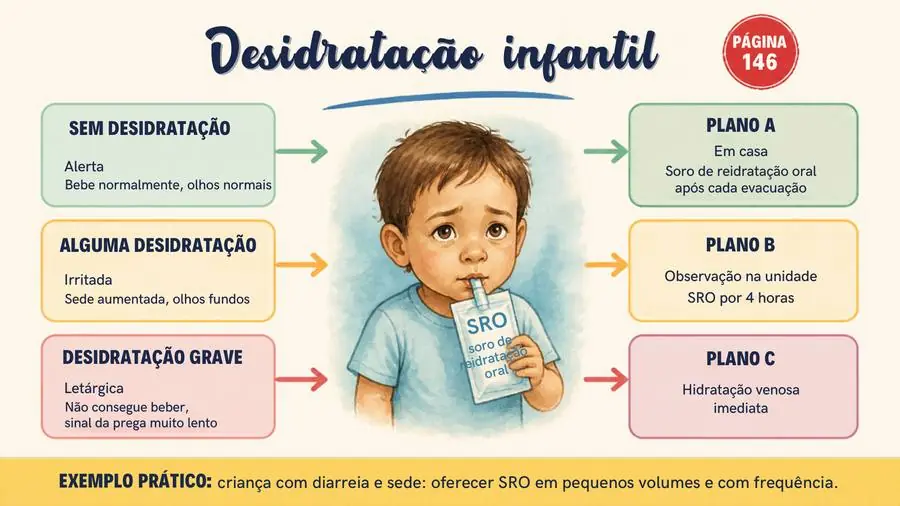 Desidratação infantil
PÁGINA
146
SEM DESIDRATAÇÃO
Alerta
Bebe normalmente, olhos normais
PLANO A
Em casa
Soro de reidratação oral
após cada evacuação
ALGUMA DESIDRATAÇÃO
Irritada
Sede aumentada, olhos fundos
PLANO B
Observação na unidade
SRO por 4 horas
DESIDRATAÇÃO GRAVE
Letárgica
Não consegue beber,
sinal da prega muito lento
PLANO C
Hidratação venosa
imediata
SRO
soro de
reidratação
oral
EXEMPLO PRÁTICO: criança com diarreia e sede: oferecer SRO em pequenos volumes e com frequência.